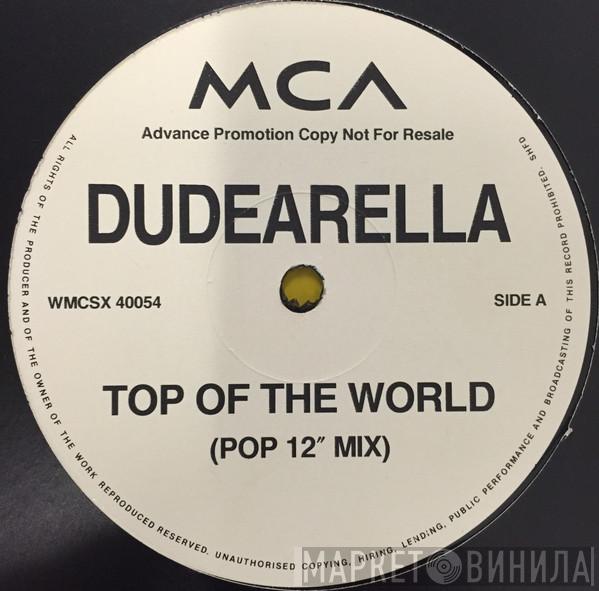 MCA
Advance Promotion Copy Not For Resale
DUDEARELLA
WMCSX 40054
SIDE A
TOP OF THE WORLD
(POP 12" MIX)
ALL RIGHTS OF THE PRODUCER AND OF THE OWNER OF THE WORK REPRODUCED RESERVED. UNAUTHORISED COPYING, HIRING, LENDING, PUBLIC PERFORMANCE AND BROADCASTING OF THIS RECORD PROHIBITED. SHFD
МАРКЕТ ВИНИЛА